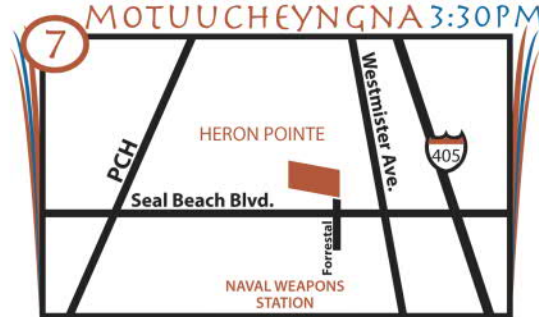 MOTUUCHEYNGNA 3:30PM
7
Westmister Ave.
HERON POINTE
405
PCH
Seal Beach Blvd.
Forrestal
NAVAL WEAPONS
STATION